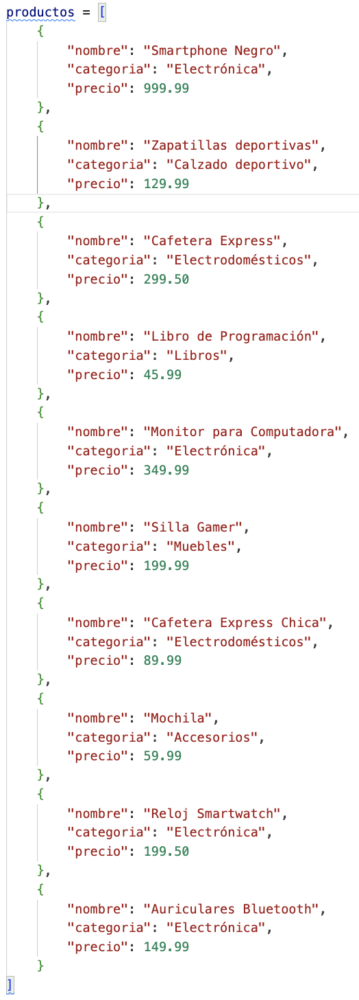 productos = [
    {
        "nombre": "Smartphone Negro",
        "categoria": "Electrónica",
        "precio": 999.99
    },
    {
        "nombre": "Zapatillas deportivas",
        "categoria": "Calzado deportivo",
        "precio": 129.99
    },
    {
        "nombre": "Cafetera Express",
        "categoria": "Electrodomésticos",
        "precio": 299.50
    },
    {
        "nombre": "Libro de Programación",
        "categoria": "Libros",
        "precio": 45.99
    },
    {
        "nombre": "Monitor para Computadora",
        "categoria": "Electrónica",
        "precio": 349.99
    },
    {
        "nombre": "Silla Gamer",
        "categoria": "Muebles",
        "precio": 199.99
    },
    {
        "nombre": "Cafetera Express Chica",
        "categoria": "Electrodomésticos",
        "precio": 89.99
    },
    {
        "nombre": "Mochila",
        "categoria": "Accesorios",
        "precio": 59.99
    },
    {
        "nombre": "Reloj Smartwatch",
        "categoria": "Electrónica",
        "precio": 199.50
    },
    {
        "nombre": "Auriculares Bluetooth",
        "categoria": "Electrónica",
        "precio": 149.99
    }
]